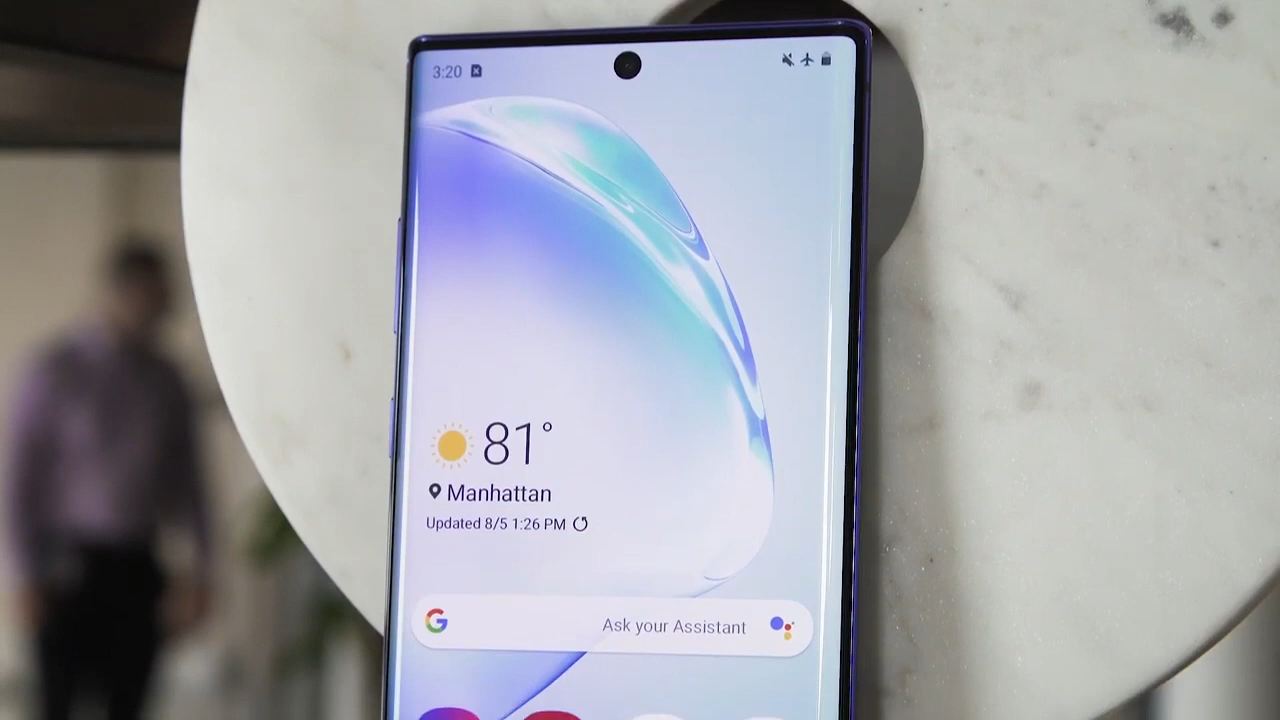 3:20
81°
Manhattan
Updated 8/5 1:26 PM
G Ask your Assistant